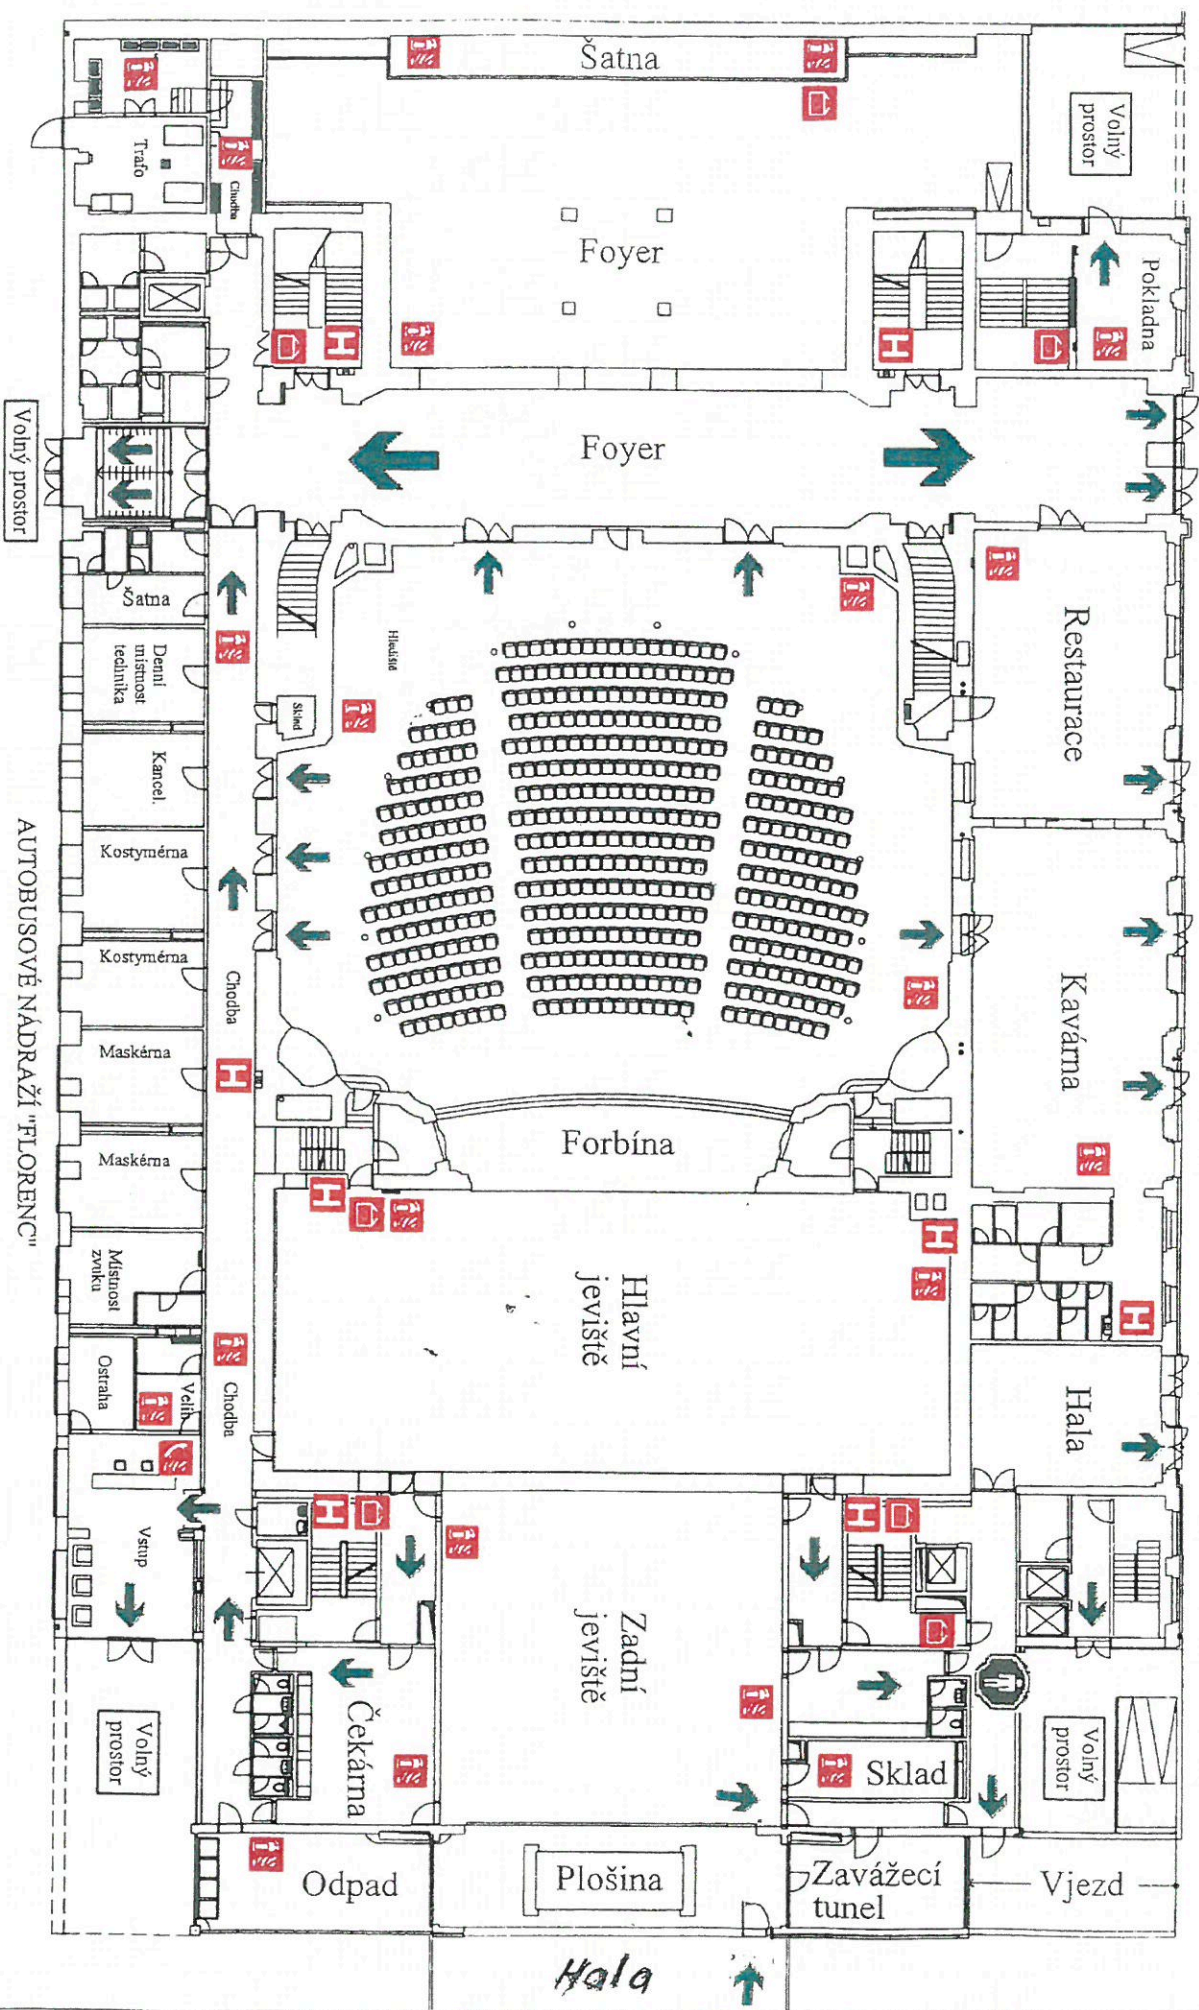 Šatna
Volný
prostor
Trafo
Chodba
Foyer
Pokladna
H
H
Foyer
Volný prostor
Šatna
Restaurace
Hlediště
Denní
místnost
technika
Sklad
Kancel.
Kostymérna
Kostymérna
Chodba
Kavárna
Maskérna
H
Forbína
Maskérna
H
H
H
Místnost
zvuku
Hlavní
jeviště
Ostraha
Velín
Chodba
Hala
H
H
Vstup
Zadní
jeviště
Čekárna
Volný
prostor
Sklad
Volný
prostor
Odpad
Plošina
Zavážecí
tunel
Vjezd
Hala
AUTOBUSOVÉ NÁDRAŽÍ "FLORENC"